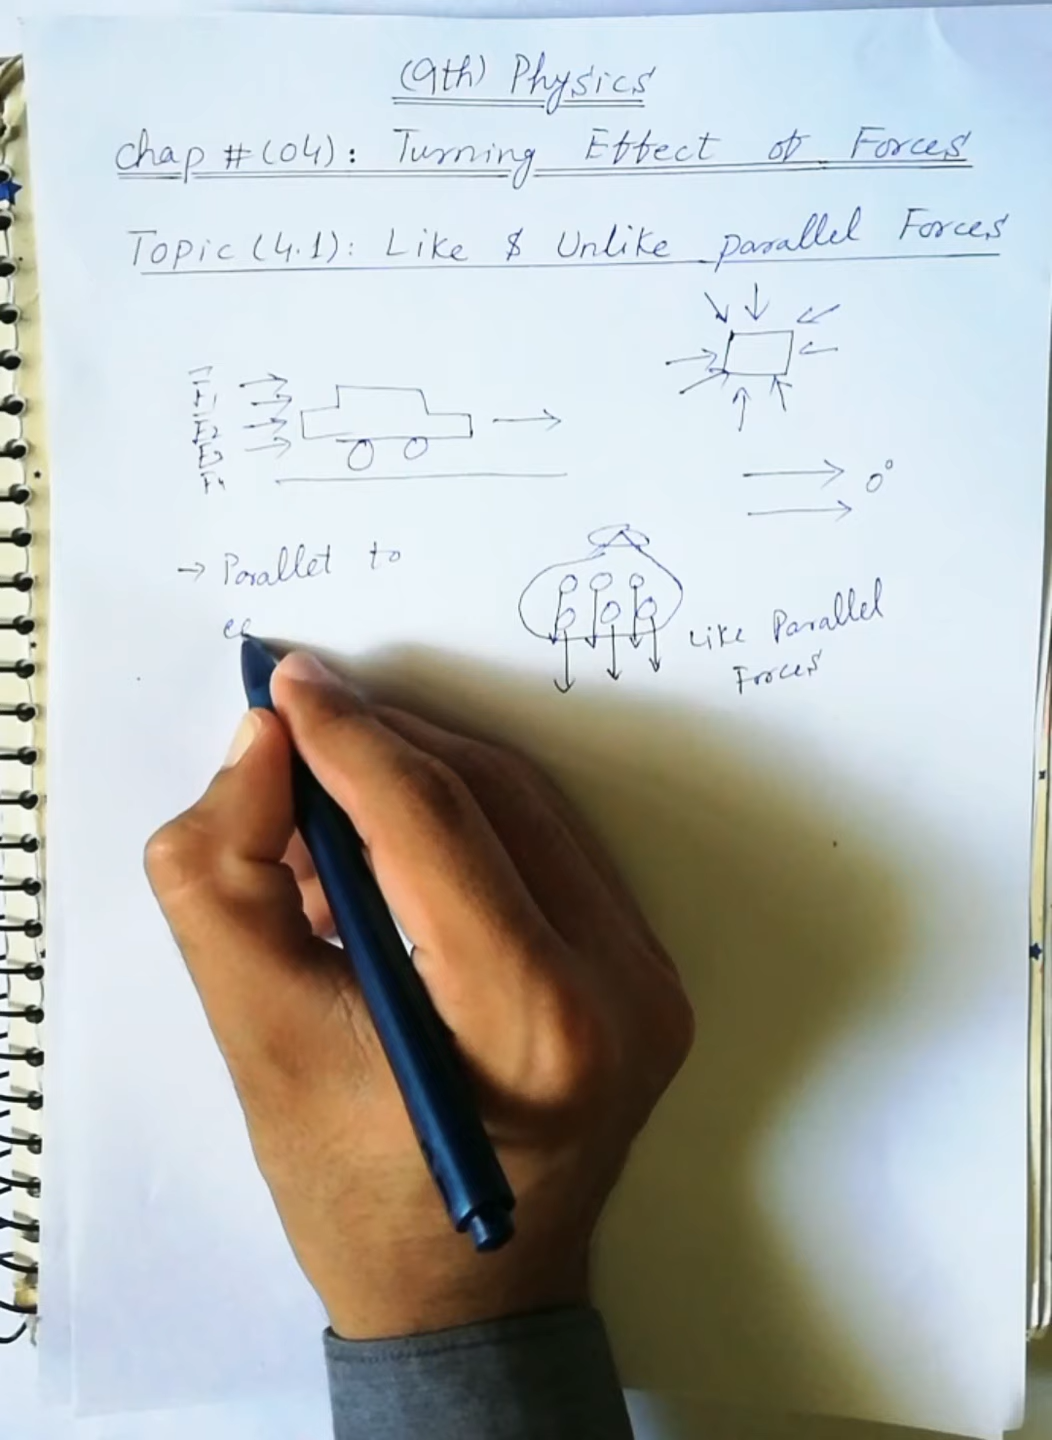 (9th) Physics
Chap # (04): Turning Effect of Forces
Topic (4.1): Like & Unlike parallel Forces
F1
F2
F3
F4
0°
→ Parallel to
Like Parallel
Forces